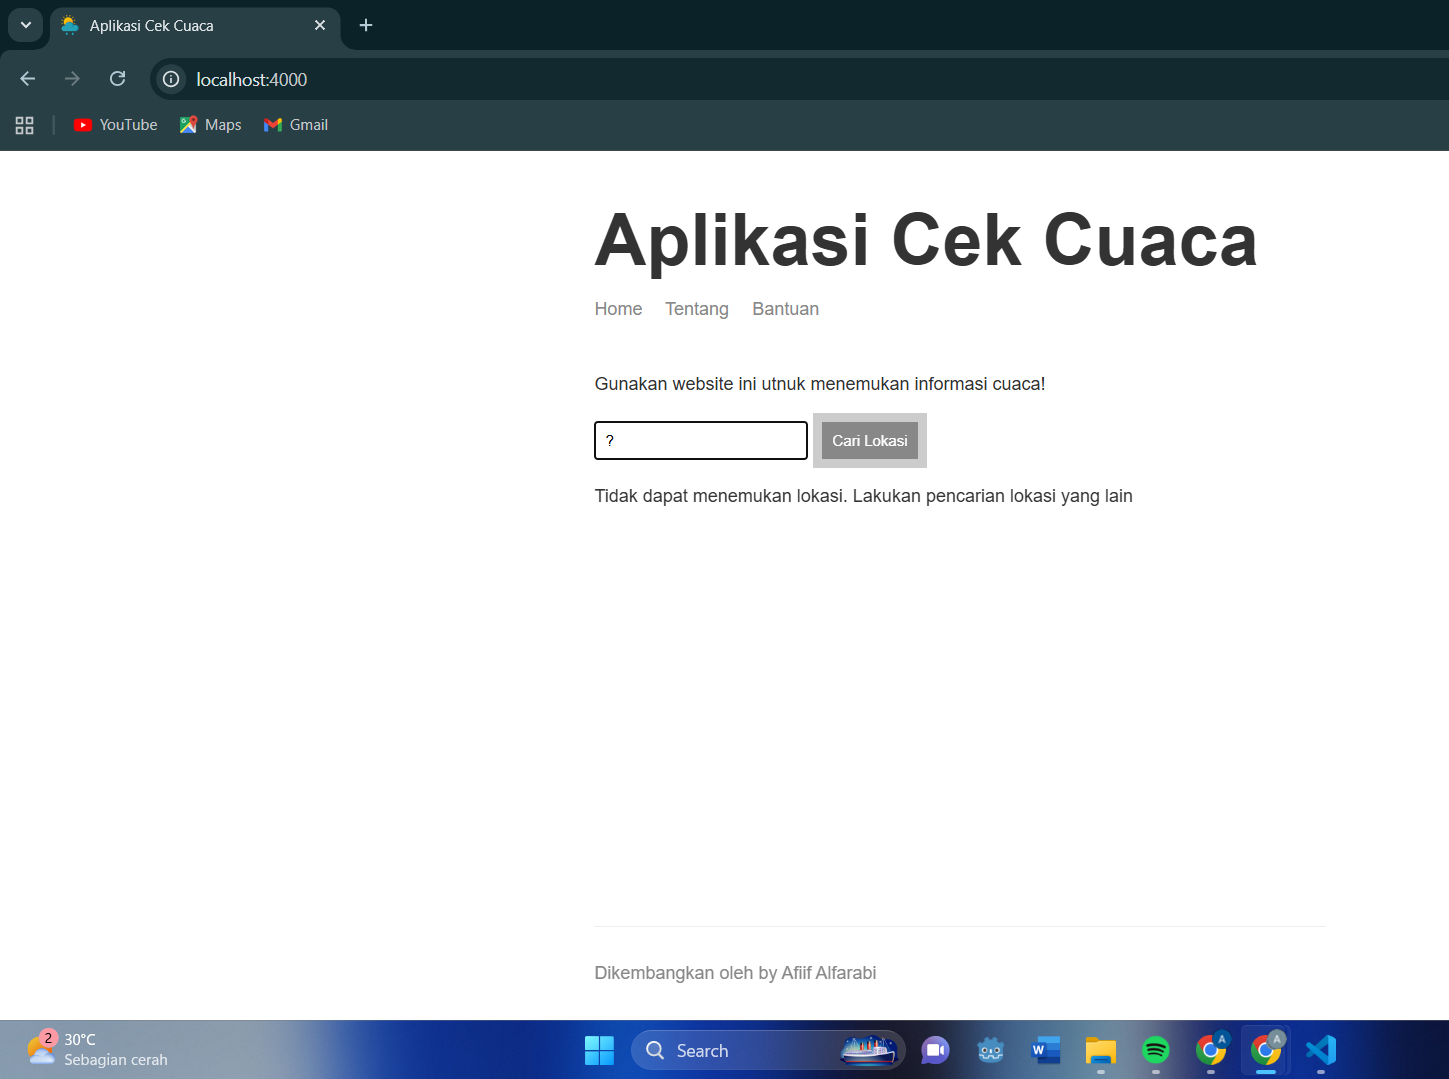 Aplikasi Cek Cuaca
localhost:4000
YouTube Maps Gmail
Aplikasi Cek Cuaca
Home Tentang Bantuan
Gunakan website ini utnuk menemukan informasi cuaca!
? Cari Lokasi
Tidak dapat menemukan lokasi. Lakukan pencarian lokasi yang lain
Dikembangkan oleh by Afiif Alfarabi
2 30°C
Sebagian cerah
Search
W
A
A